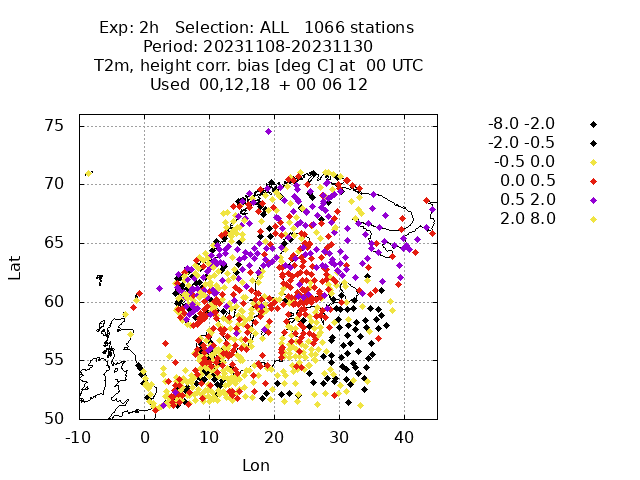 Exp: 2h   Selection: ALL   1066 stations
Period: 20231108-20231130
T2m, height corr. bias [deg C] at  00 UTC
Used  00,12,18  + 00 06 12
-8.0 -2.0
-2.0 -0.5
-0.5 0.0
0.0 0.5
0.5 2.0
2.0 8.0
75
70
65
60
55
50
Lat
-10 0 10 20 30 40
Lon